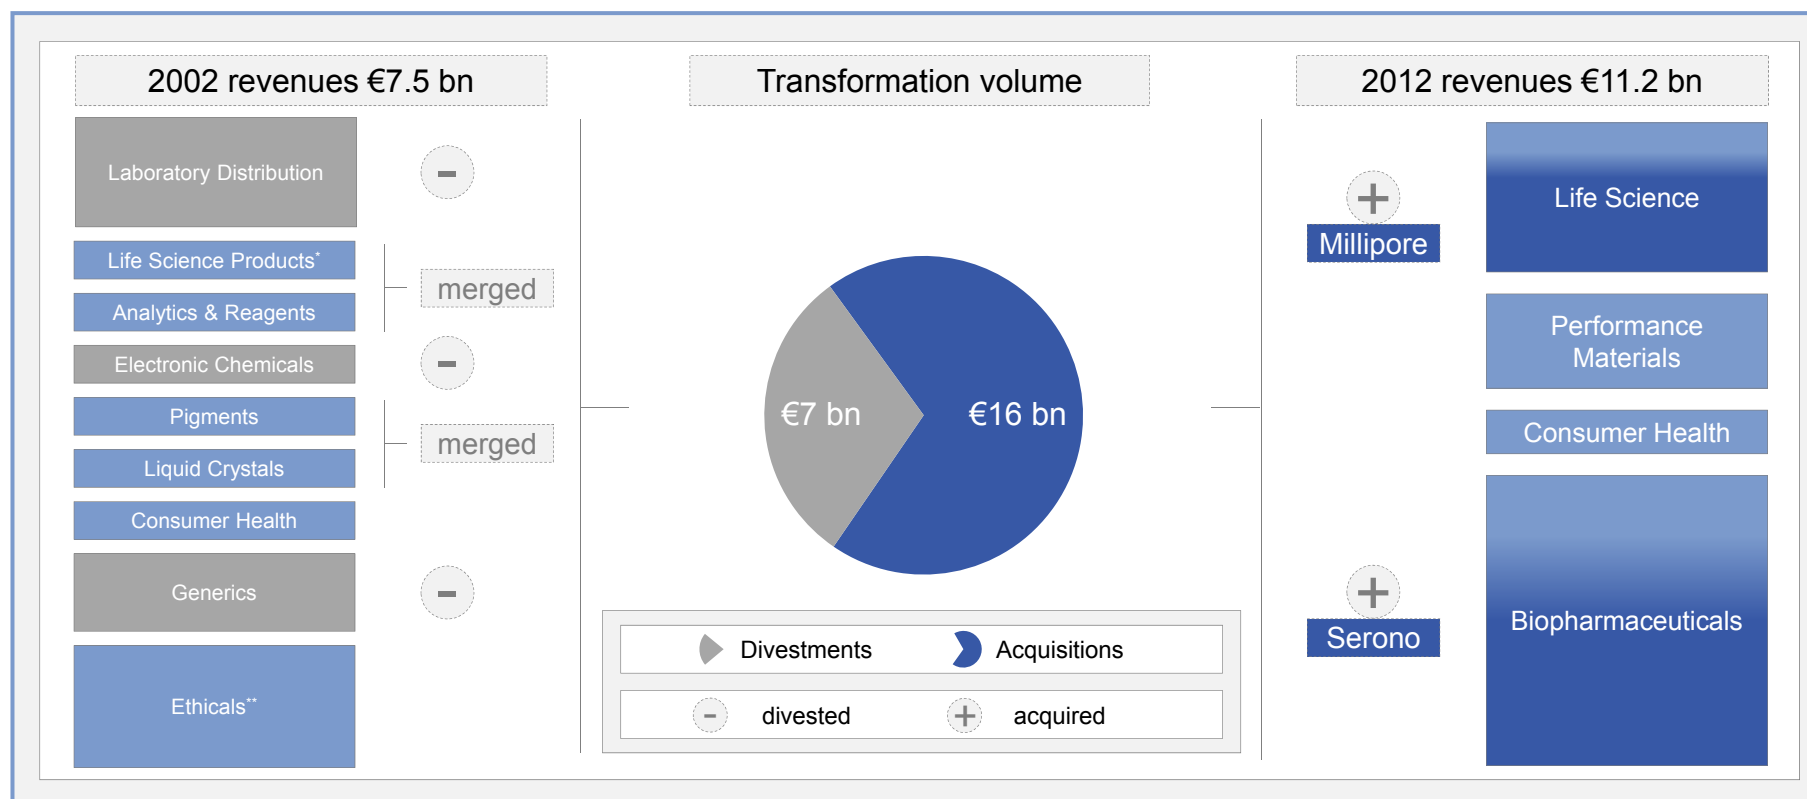 2002 revenues €7.5 bn
Transformation volume
2012 revenues €11.2 bn
Laboratory Distribution
-
Life Science Products*
Analytics & Reagents
merged
Electronic Chemicals
-
Pigments
Liquid Crystals
merged
Consumer Health
Generics
-
Ethicals**
€7 bn
€16 bn
Divestments
Acquisitions
- divested
+ acquired
+
Millipore
+
Serono
Life Science
Performance
Materials
Consumer Health
Biopharmaceuticals